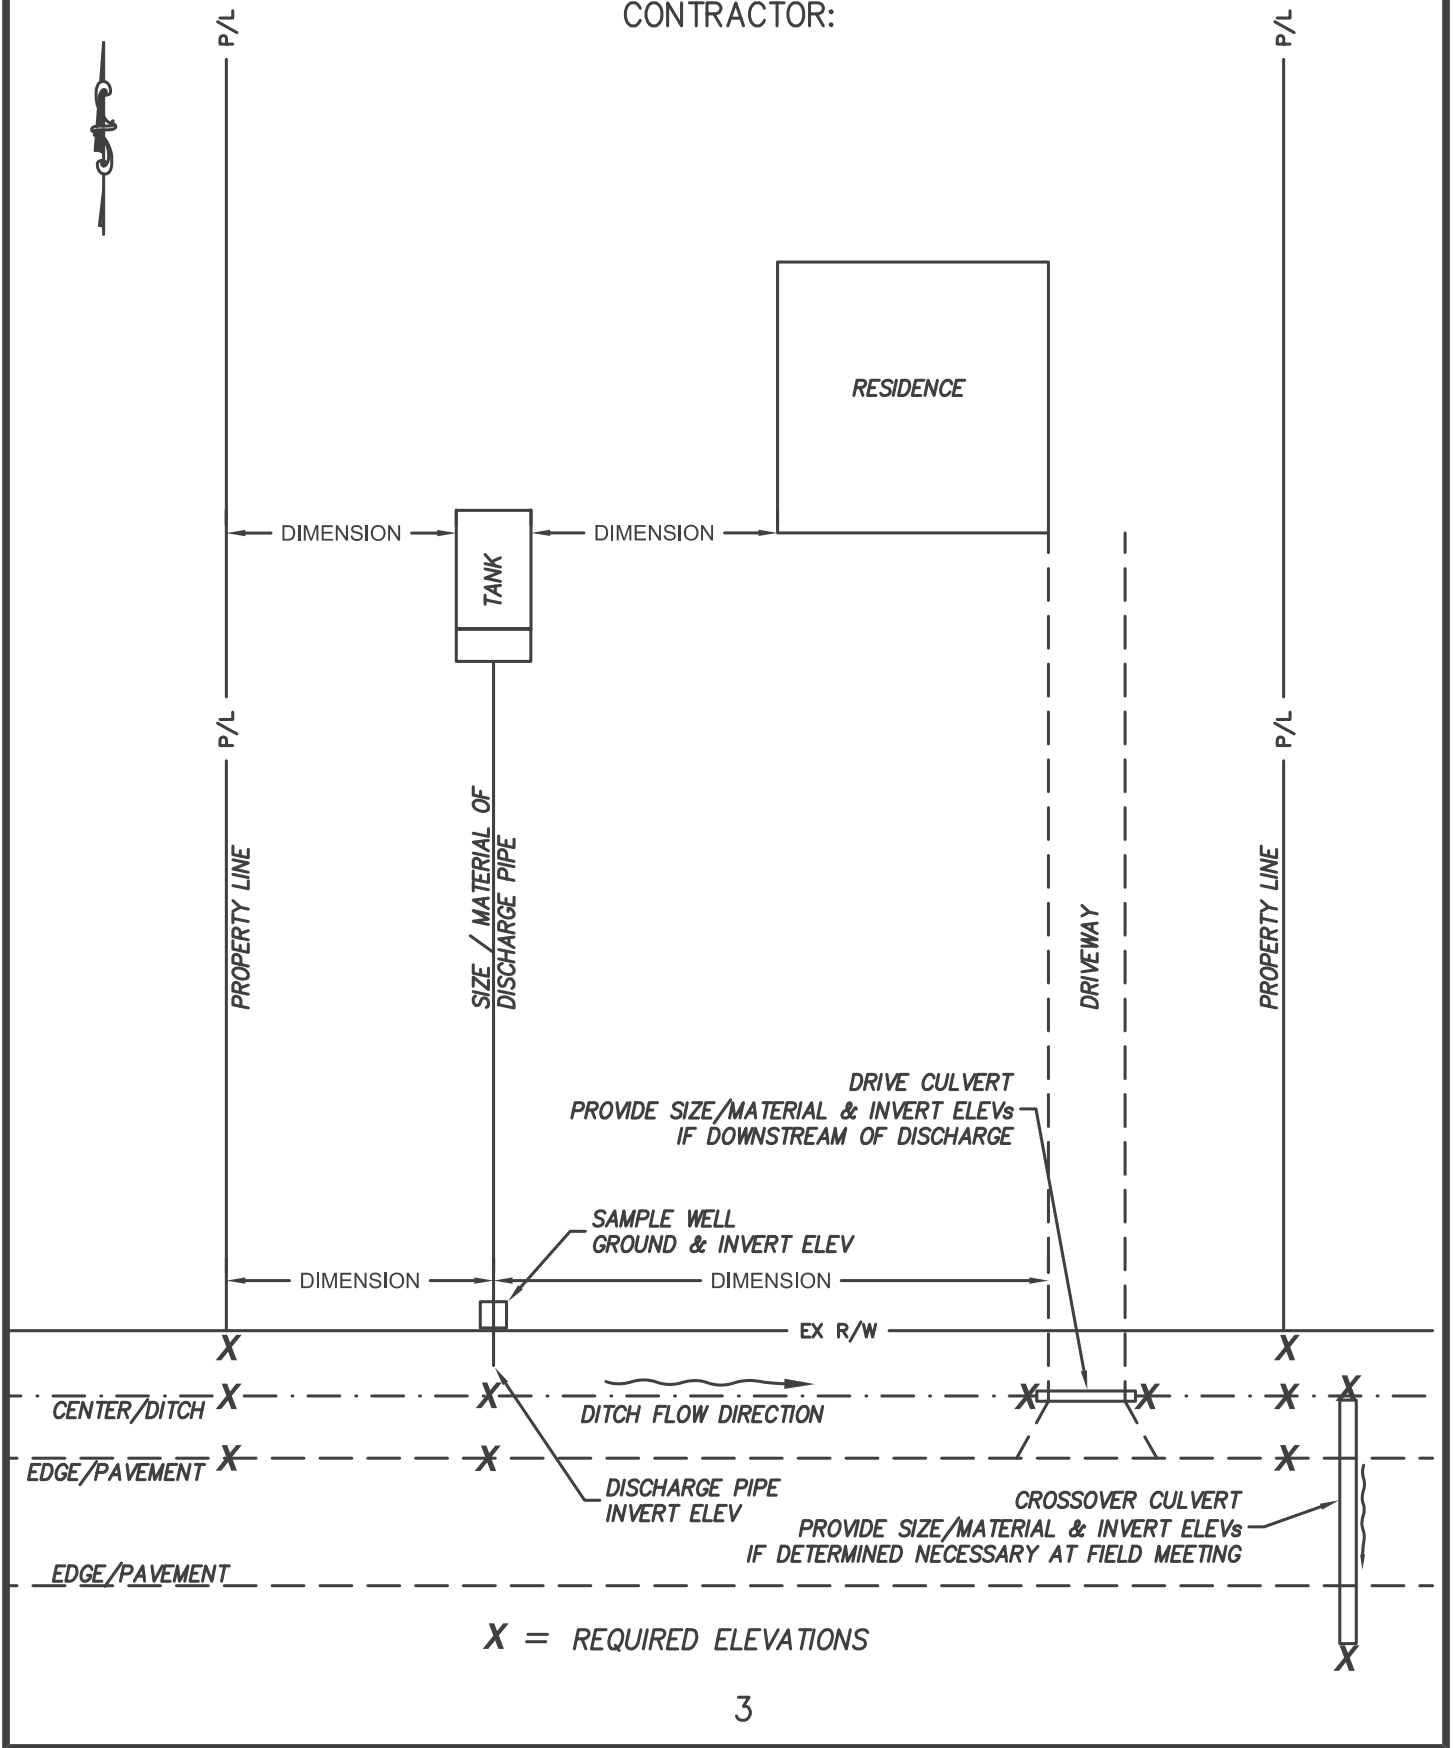 CONTRACTOR:
P/L
P/L
RESIDENCE
DIMENSION
DIMENSION
TANK
P/L
P/L
PROPERTY LINE
SIZE / MATERIAL OF
DISCHARGE PIPE
DRIVEWAY
PROPERTY LINE
DRIVE CULVERT
PROVIDE SIZE/MATERIAL & INVERT ELEVs
IF DOWNSTREAM OF DISCHARGE
SAMPLE WELL
GROUND & INVERT ELEV
DIMENSION
DIMENSION
EX R/W
X
X
X
X
X
X
X
X
CENTER/DITCH
DITCH FLOW DIRECTION
X
X
X
EDGE/PAVEMENT
DISCHARGE PIPE
INVERT ELEV
CROSSOVER CULVERT
PROVIDE SIZE/MATERIAL & INVERT ELEVs
IF DETERMINED NECESSARY AT FIELD MEETING
EDGE/PAVEMENT
X = REQUIRED ELEVATIONS
X
3